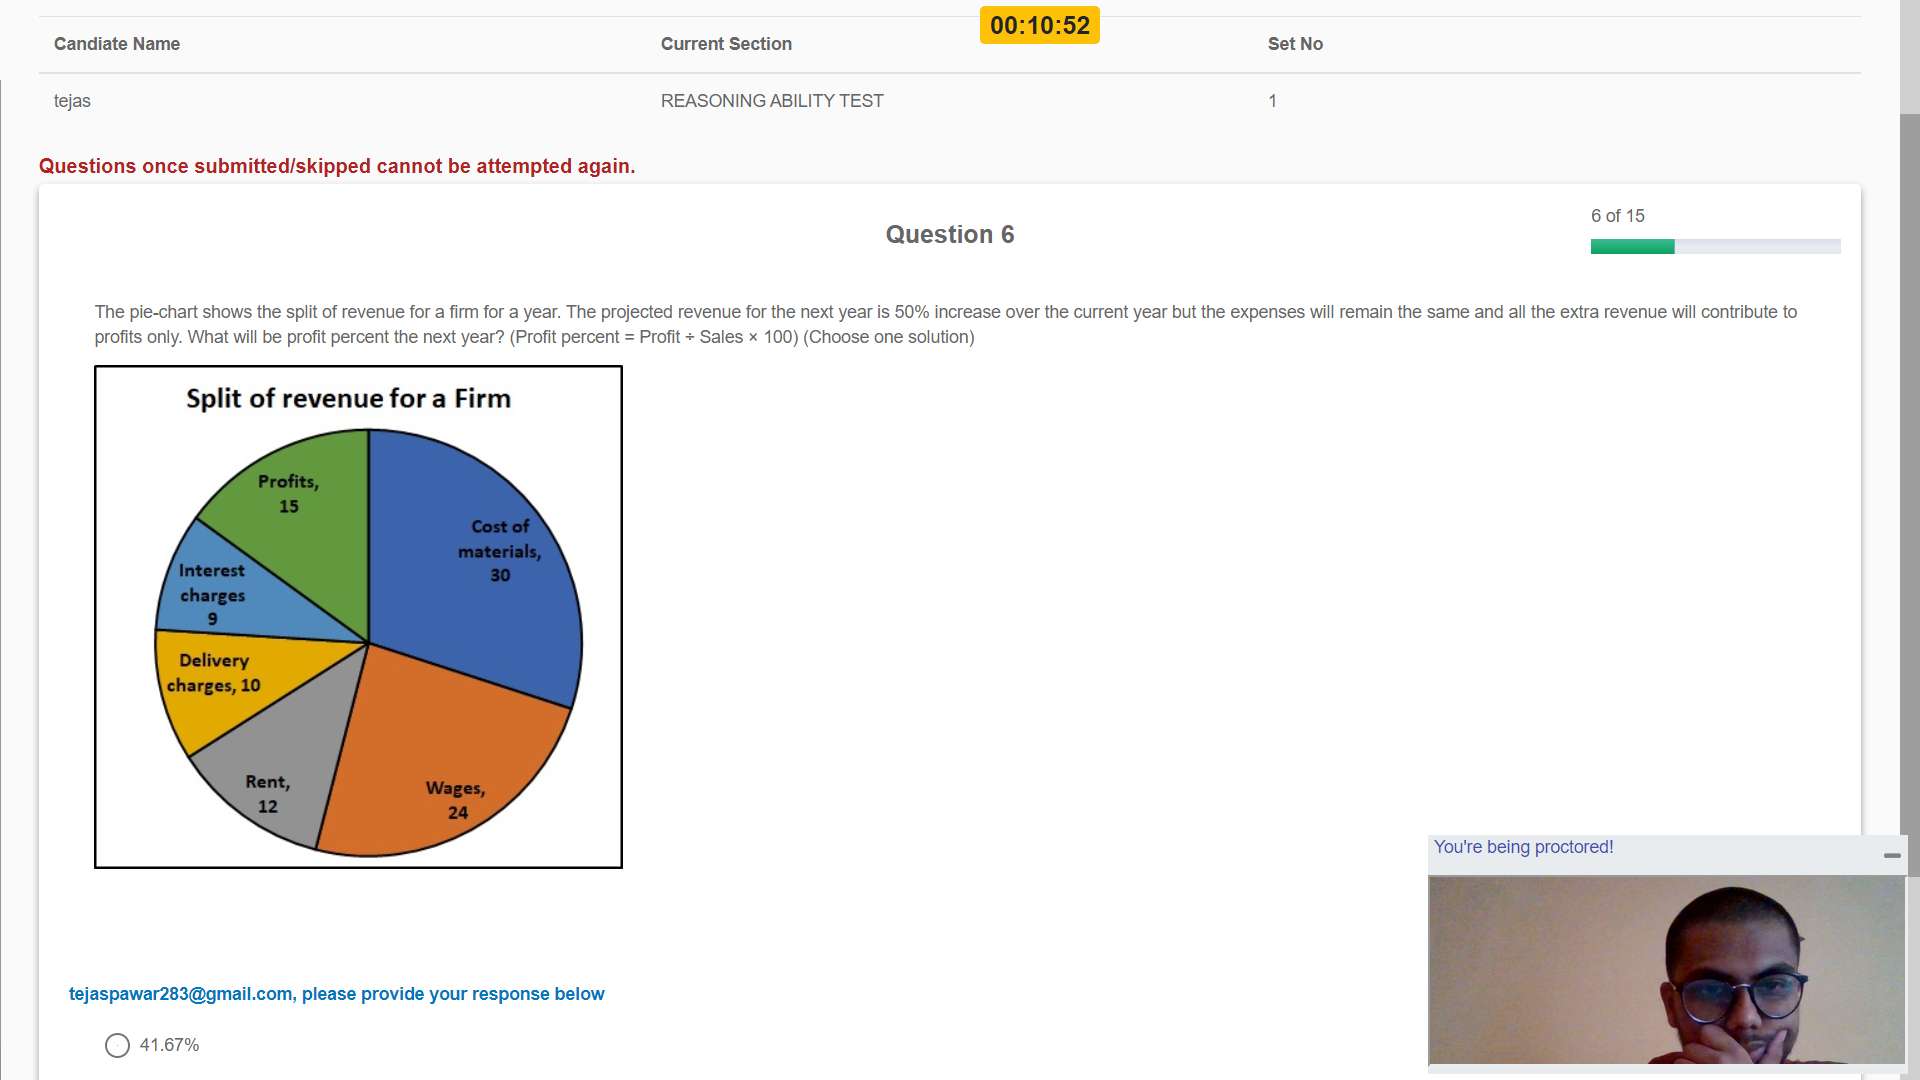 00:10:52
Candiate Name Current Section Set No
tejas REASONING ABILITY TEST 1
Questions once submitted/skipped cannot be attempted again.
6 of 15
Question 6
The pie-chart shows the split of revenue for a firm for a year. The projected revenue for the next year is 50% increase over the current year but the expenses will remain the same and all the extra revenue will contribute to
profits only. What will be profit percent the next year? (Profit percent = Profit ÷ Sales × 100) (Choose one solution)
Split of revenue for a Firm
Profits,
15
Cost of
materials,
30
Interest
charges
9
Delivery
charges, 10
Rent,
12
Wages,
24
You're being proctored!
tejaspawar283@gmail.com, please provide your response below
41.67%